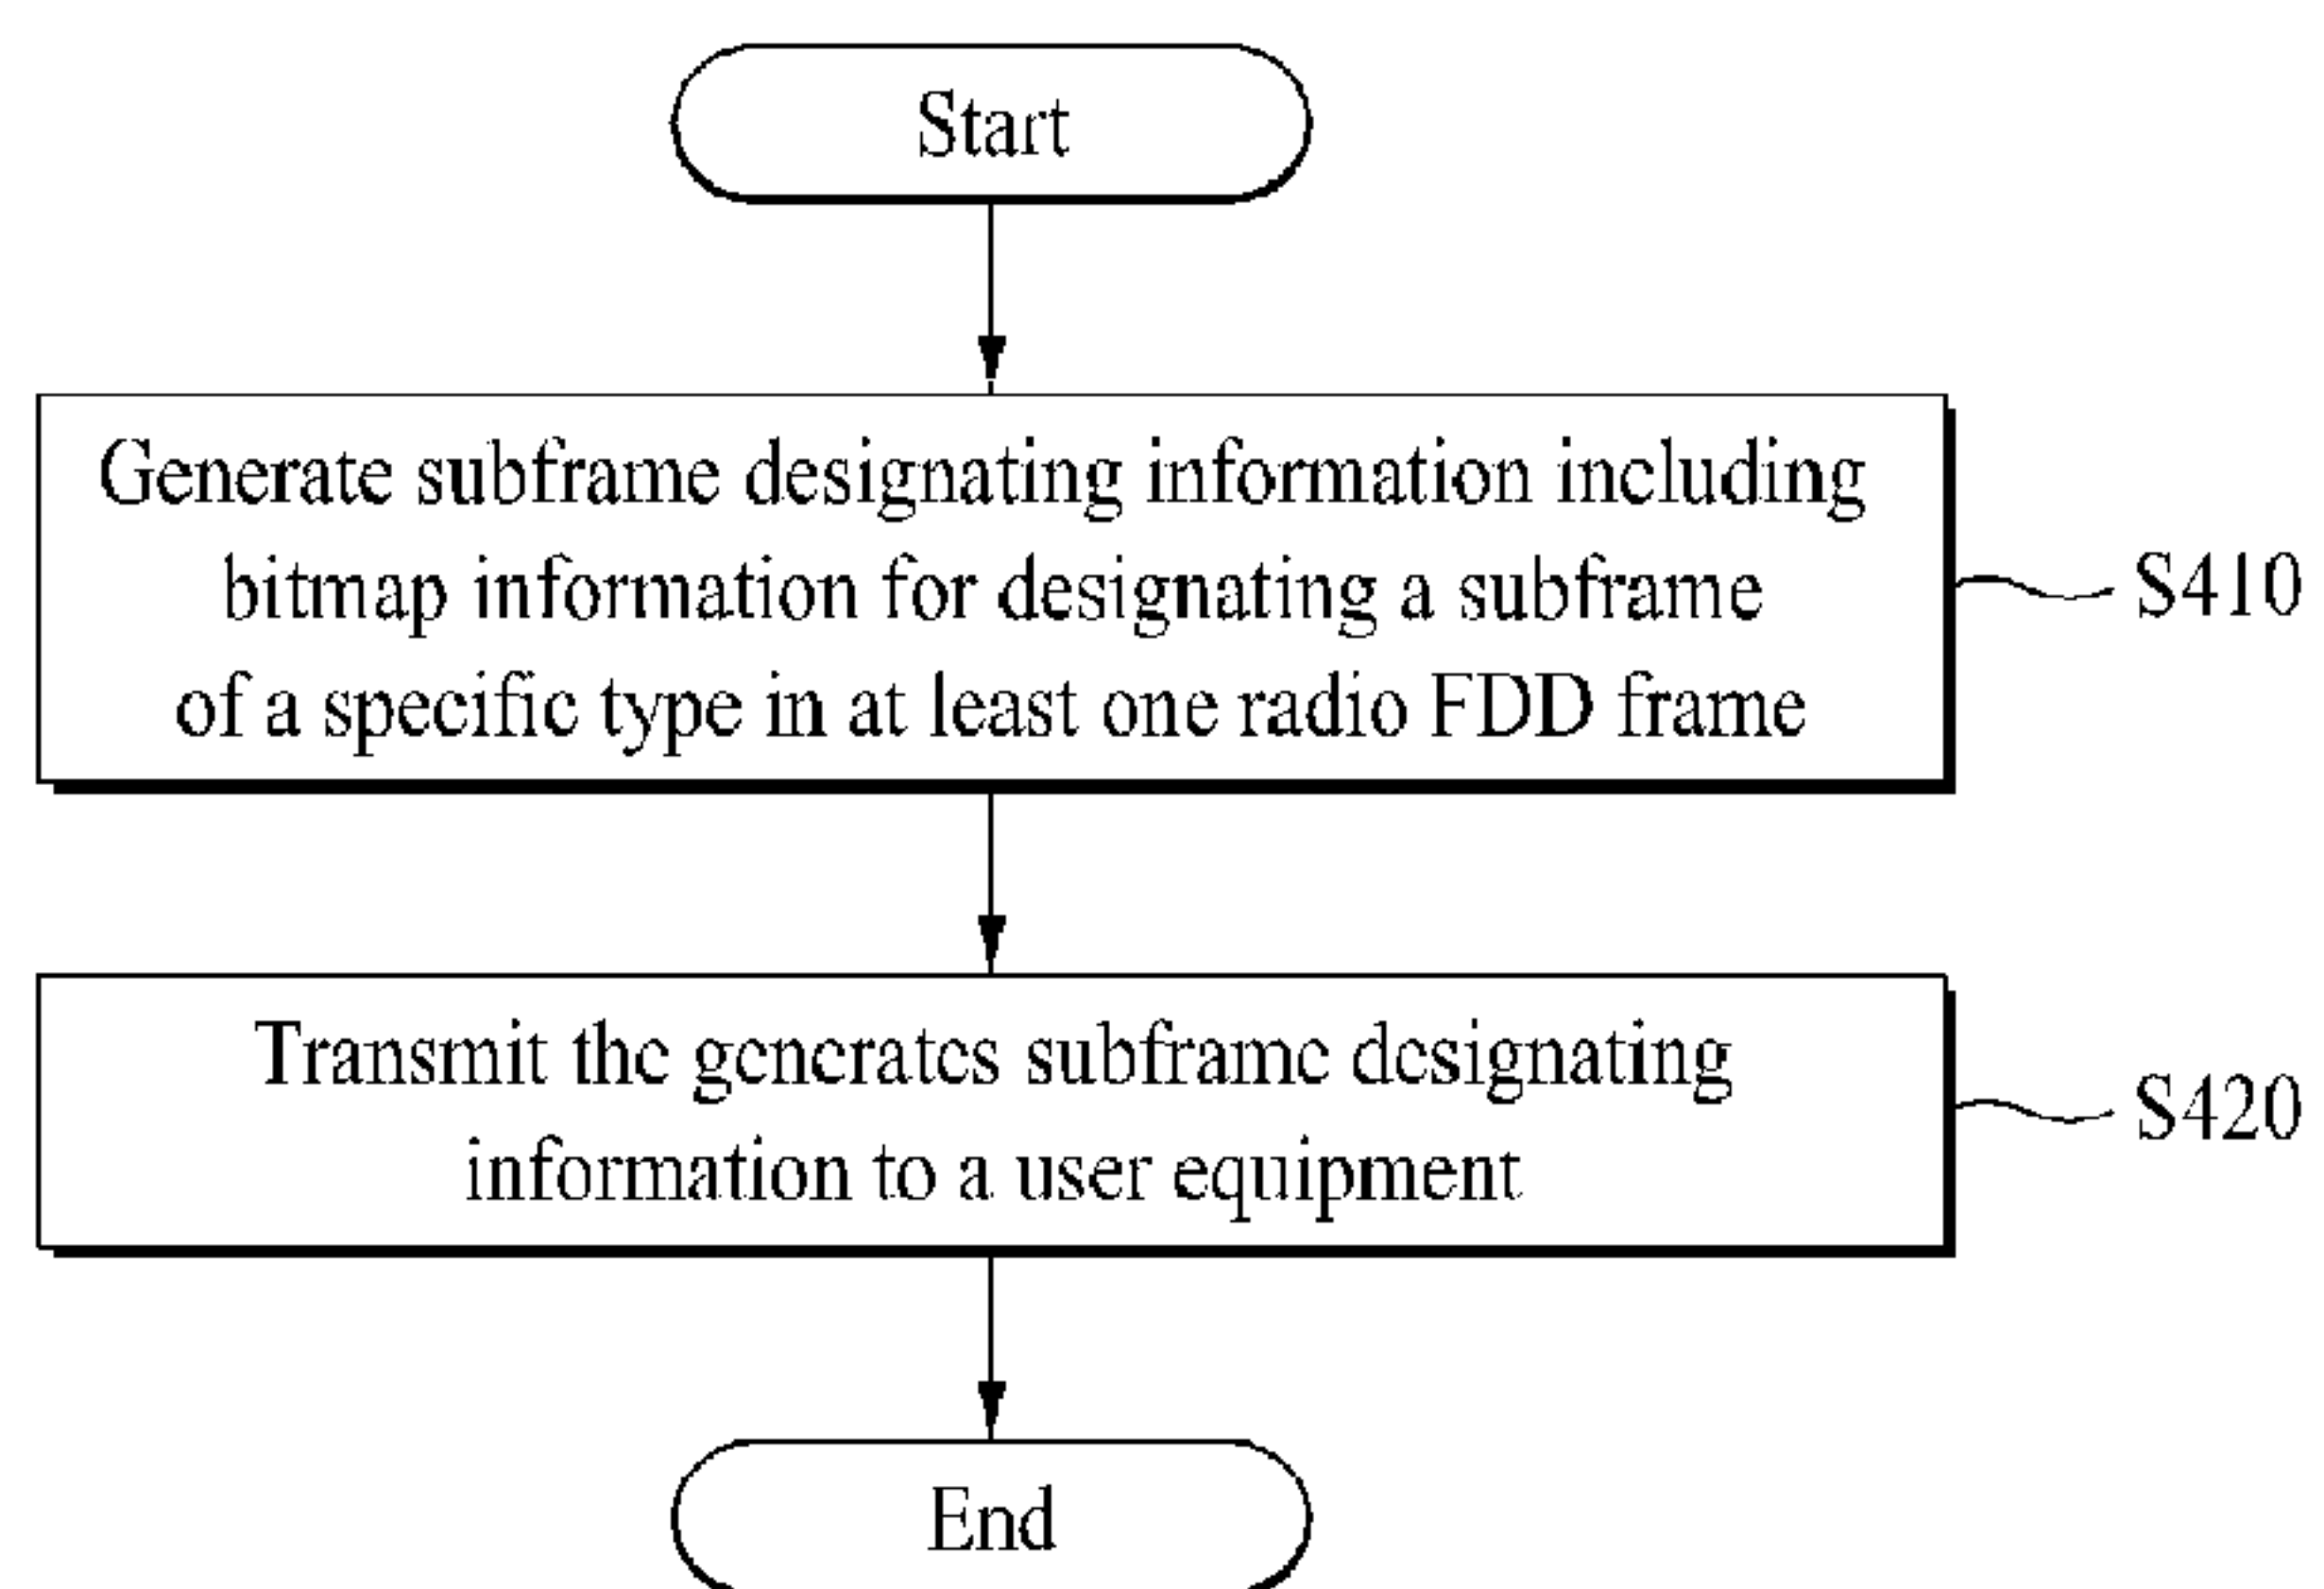 Start
Generate subframe designating information including
bitmap information for designating a subframe
of a specific type in at least one radio FDD frame
S410
Transmit the generates subframe designating
information to a user equipment
S420
End